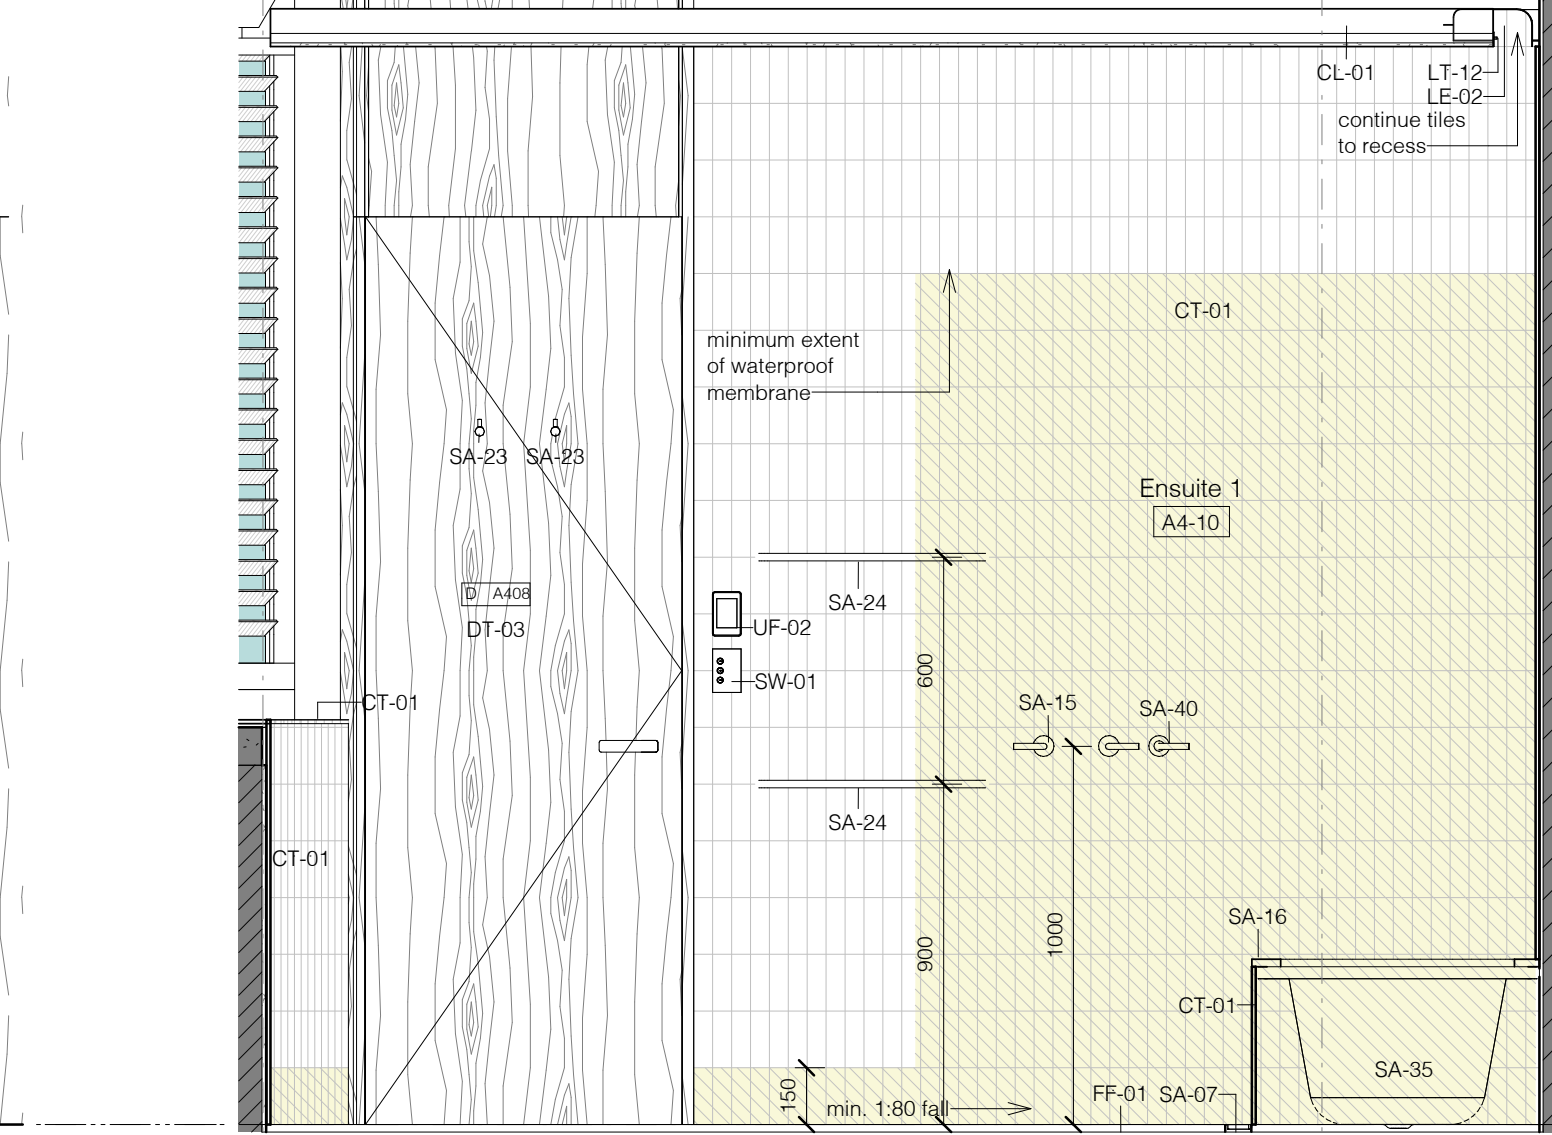 CL-01
LT-12
LE-02
continue tiles
to recess
CT-01
minimum extent
of waterproof
membrane
SA-23
SA-23
Ensuite 1
A4-10
D A408
DT-03
SA-24
UF-02
SW-01
600
CT-01
SA-15
SA-40
SA-24
CT-01
900
1000
SA-16
CT-01
SA-35
150
min. 1:80 fall
FF-01
SA-07